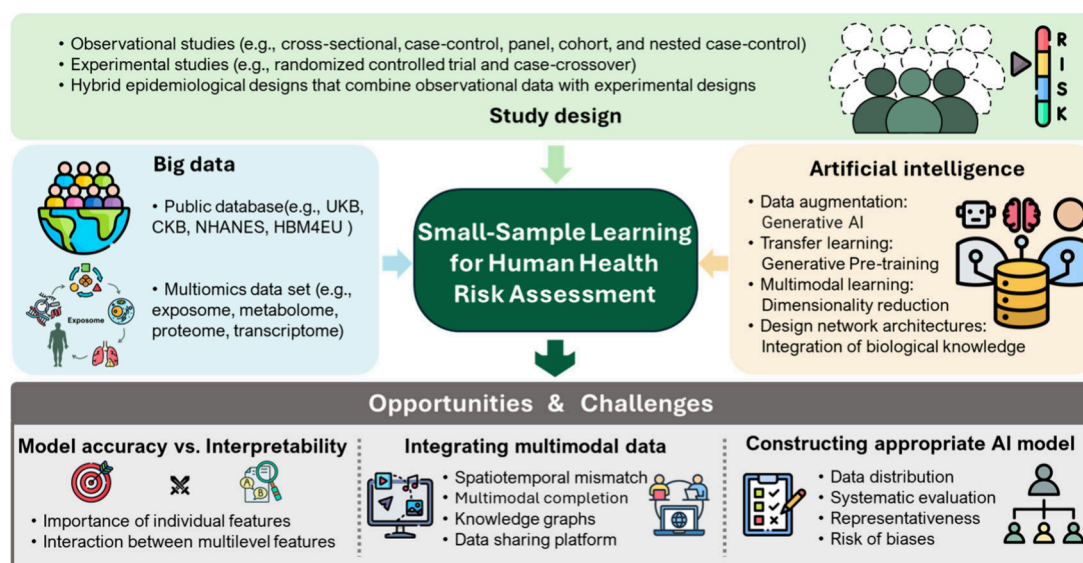 • Observational studies (e.g., cross-sectional, case-control, panel, cohort, and nested case-control)
• Experimental studies (e.g., randomized controlled trial and case-crossover)
• Hybrid epidemiological designs that combine observational data with experimental designs
Study design
R
I
S
K
Big data
• Public database(e.g., UKB,
CKB, NHANES, HBM4EU )
• Multiomics data set (e.g.,
exposome, metabolome,
proteome, transcriptome)
Exposome
Small-Sample Learning
for Human Health
Risk Assessment
Artificial intelligence
• Data augmentation:
Generative AI
• Transfer learning:
Generative Pre-training
• Multimodal learning:
Dimensionality reduction
• Design network architectures:
Integration of biological knowledge
Opportunities & Challenges
Model accuracy vs. Interpretability
A
B
• Importance of individual features
• Interaction between multilevel features
Integrating multimodal data
• Spatiotemporal mismatch
• Multimodal completion
• Knowledge graphs
• Data sharing platform
Constructing appropriate AI model
• Data distribution
• Systematic evaluation
• Representativeness
• Risk of biases